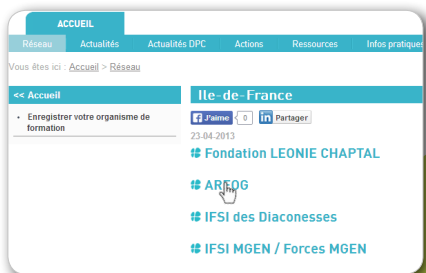 ACCUEIL
Réseau Actualités Actualités DPC Actions Ressources Infos pratiques
Vous êtes ici : Accueil > Réseau
<< Accueil
Enregistrer votre organisme de
formation
Ile-de-France
J'aime 0 Partager
23-04-2013
Fondation LEONIE CHAPTAL
IFSI des Diaconesses
IFSI MGEN / Forces MGEN